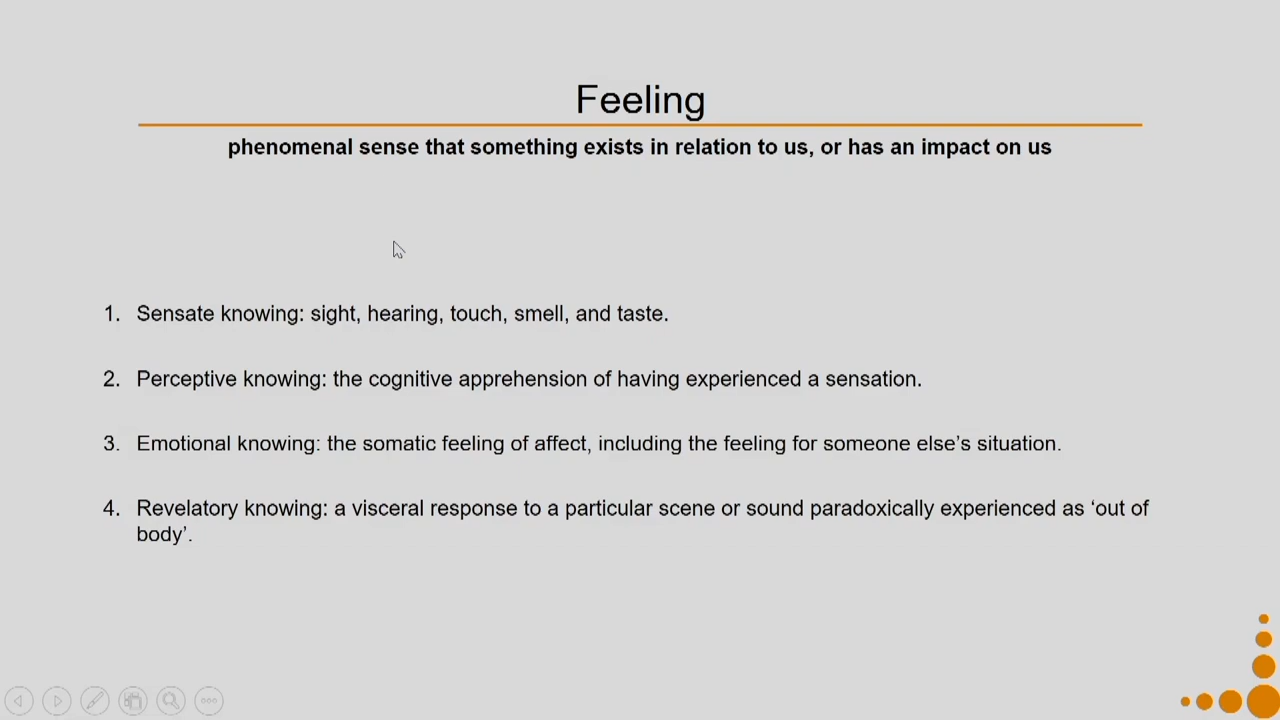 Feeling
phenomenal sense that something exists in relation to us, or has an impact on us
1. Sensate knowing: sight, hearing, touch, smell, and taste.
2. Perceptive knowing: the cognitive apprehension of having experienced a sensation.
3. Emotional knowing: the somatic feeling of affect, including the feeling for someone else’s situation.
4. Revelatory knowing: a visceral response to a particular scene or sound paradoxically experienced as ‘out of
body’.